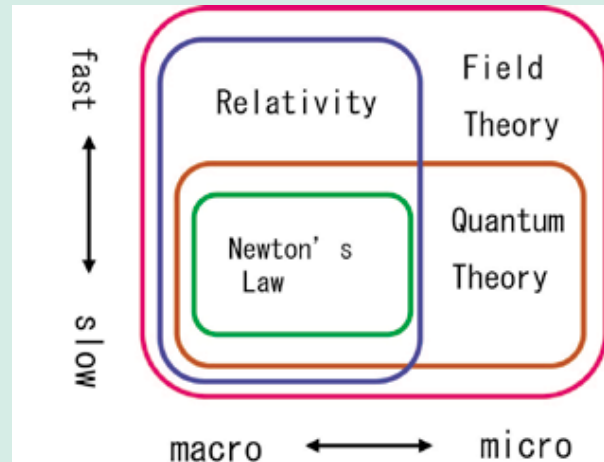 fast
slow
Relativity
Field
Theory
Newton's
Law
Quantum
Theory
macro
micro